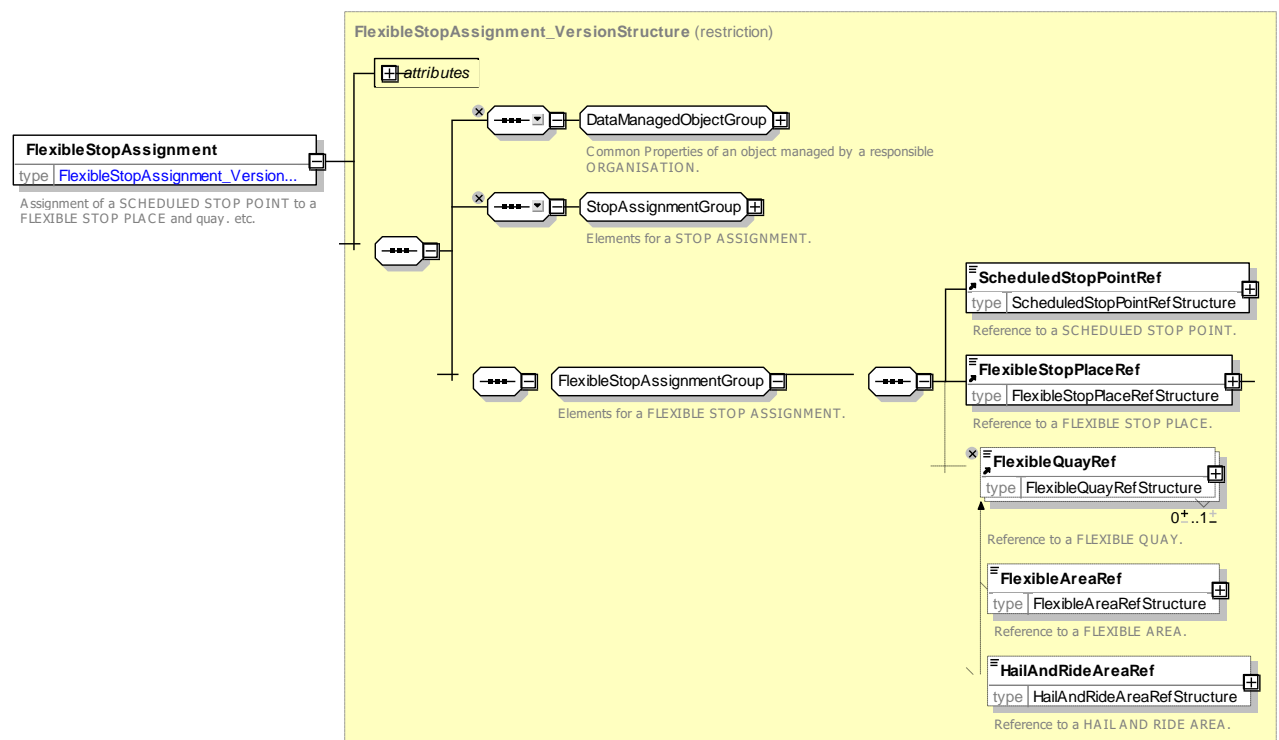 FlexibleStopAssignment_VersionStructure (restriction)
attributes
DataManagedObjectGroup
Common Properties of an object managed by a responsible
ORGANISATION.
FlexibleStopAssignment
type FlexibleStopAssignment_Version...
Assignment of a SCHEDULED STOP POINT to a
FLEXIBLE STOP PLACE and quay. etc.
StopAssignmentGroup
Elements for a STOP ASSIGNMENT.
ScheduledStopPointRef
type ScheduledStopPointRefStructure
Reference to a SCHEDULED STOP POINT.
FlexibleStopAssignmentGroup
Elements for a FLEXIBLE STOP ASSIGNMENT.
FlexibleStopPlaceRef
type FlexibleStopPlaceRefStructure
Reference to a FLEXIBLE STOP PLACE.
FlexibleQuayRef
type FlexibleQuayRefStructure
0..1
Reference to a FLEXIBLE QUAY.
FlexibleAreaRef
type FlexibleAreaRefStructure
Reference to a FLEXIBLE AREA.
HailAndRideAreaRef
type HailAndRideAreaRefStructure
Reference to a HAIL AND RIDE AREA.